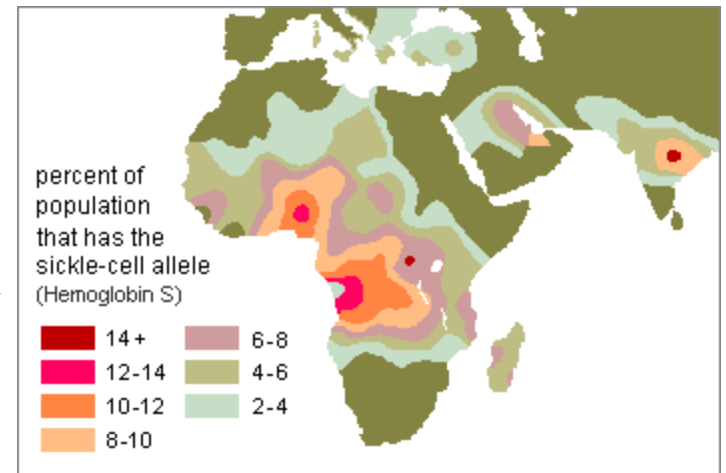 percent of
population
that has the
sickle-cell allele
(Hemoglobin S)
14 +
6-8
12-14
4-6
10-12
2-4
8-10